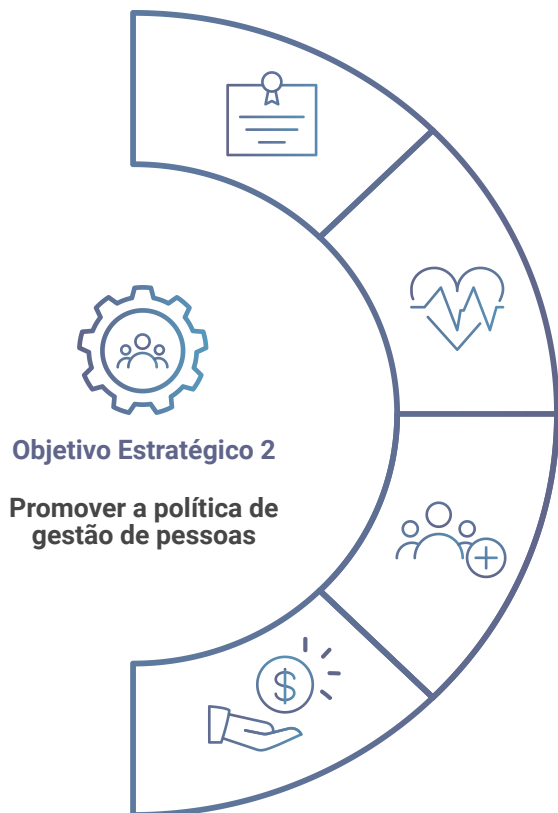 Objetivo Estratégico 2
Promover a política de
gestão de pessoas
$